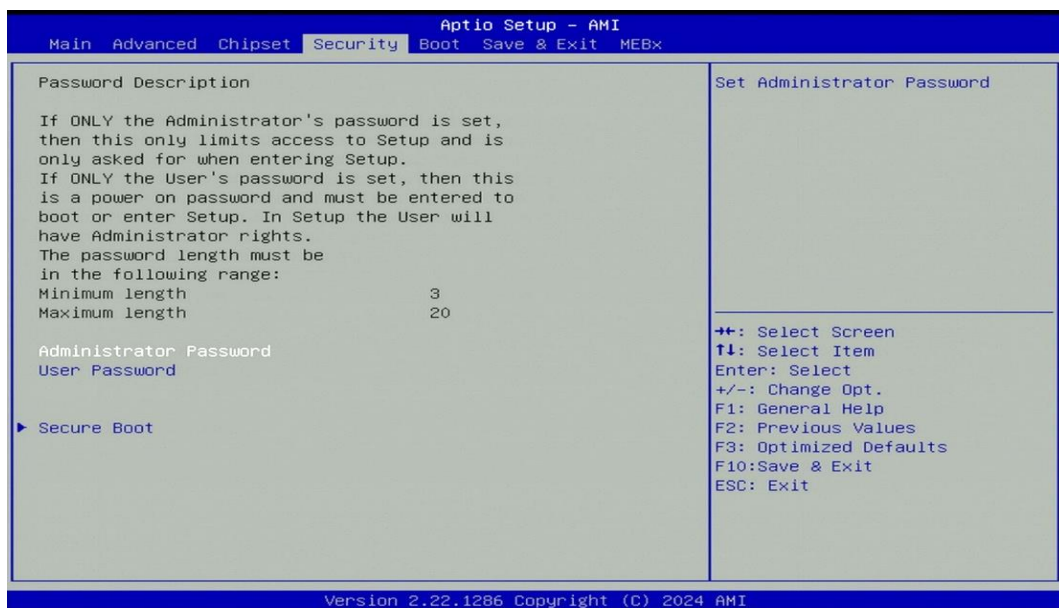 Aptio Setup – AMI
Main Advanced Chipset Security Boot Save & Exit MEBx
Password Description
If ONLY the Administrator's password is set,
then this only limits access to Setup and is
only asked for when entering Setup.
If ONLY the User's password is set, then this
is a power on password and must be entered to
boot or enter Setup. In Setup the User will
have Administrator rights.
The password length must be
in the following range:
Minimum length 3
Maximum length 20
Administrator Password
User Password
Secure Boot
Set Administrator Password
→←: Select Screen
↑↓: Select Item
Enter: Select
+/-: Change Opt.
F1: General Help
F2: Previous Values
F3: Optimized Defaults
F10:Save & Exit
ESC: Exit
Version 2.22.1286 Copyright (C) 2024 AMI